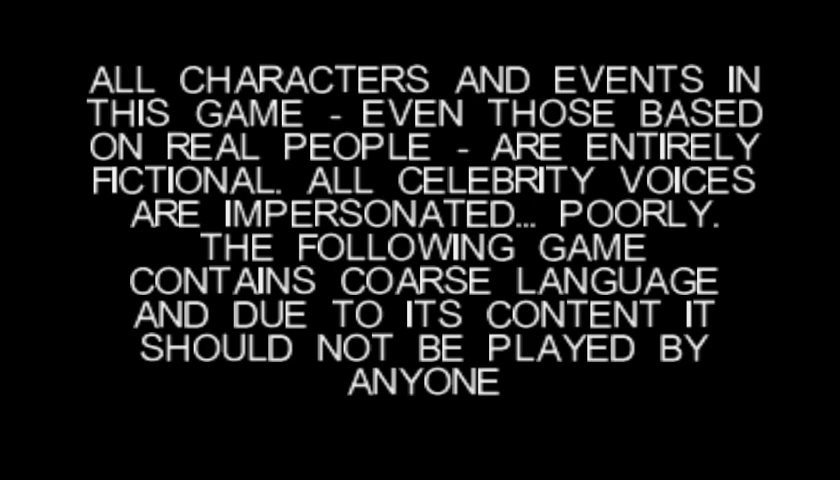 ALL CHARACTERS AND EVENTS IN
THIS GAME - EVEN THOSE BASED
ON REAL PEOPLE - ARE ENTIRELY
FICTIONAL. ALL CELEBRITY VOICES
ARE IMPERSONATED... POORLY.
THE FOLLOWING GAME
CONTAINS COARSE LANGUAGE
AND DUE TO ITS CONTENT IT
SHOULD NOT BE PLAYED BY
ANYONE